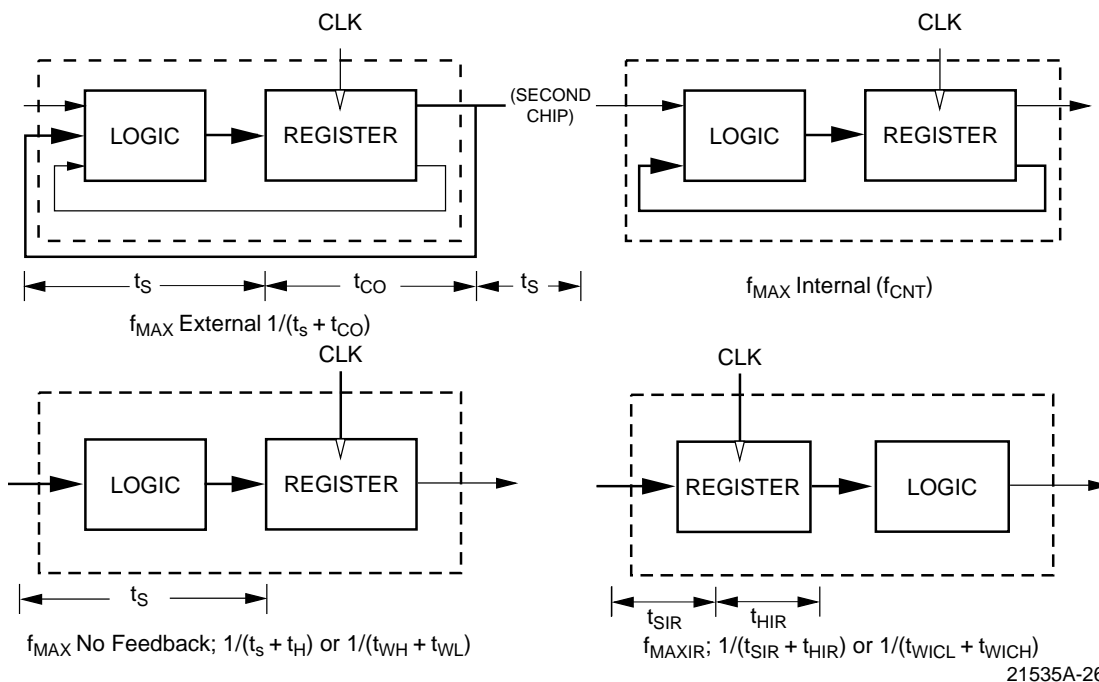 CLK
LOGIC
REGISTER
(SECOND
CHIP)
tS
tCO
tS
fMAX External 1/(ts + tCO)
CLK
LOGIC
REGISTER
fMAX Internal (fCNT)
CLK
LOGIC
REGISTER
tS
fMAX No Feedback; 1/(ts + tH) or 1/(tWH + tWL)
CLK
REGISTER
LOGIC
tSIR
tHIR
fMAXIR; 1/(tSIR + tHIR) or 1/(tWICL + tWICH)
21535A-26